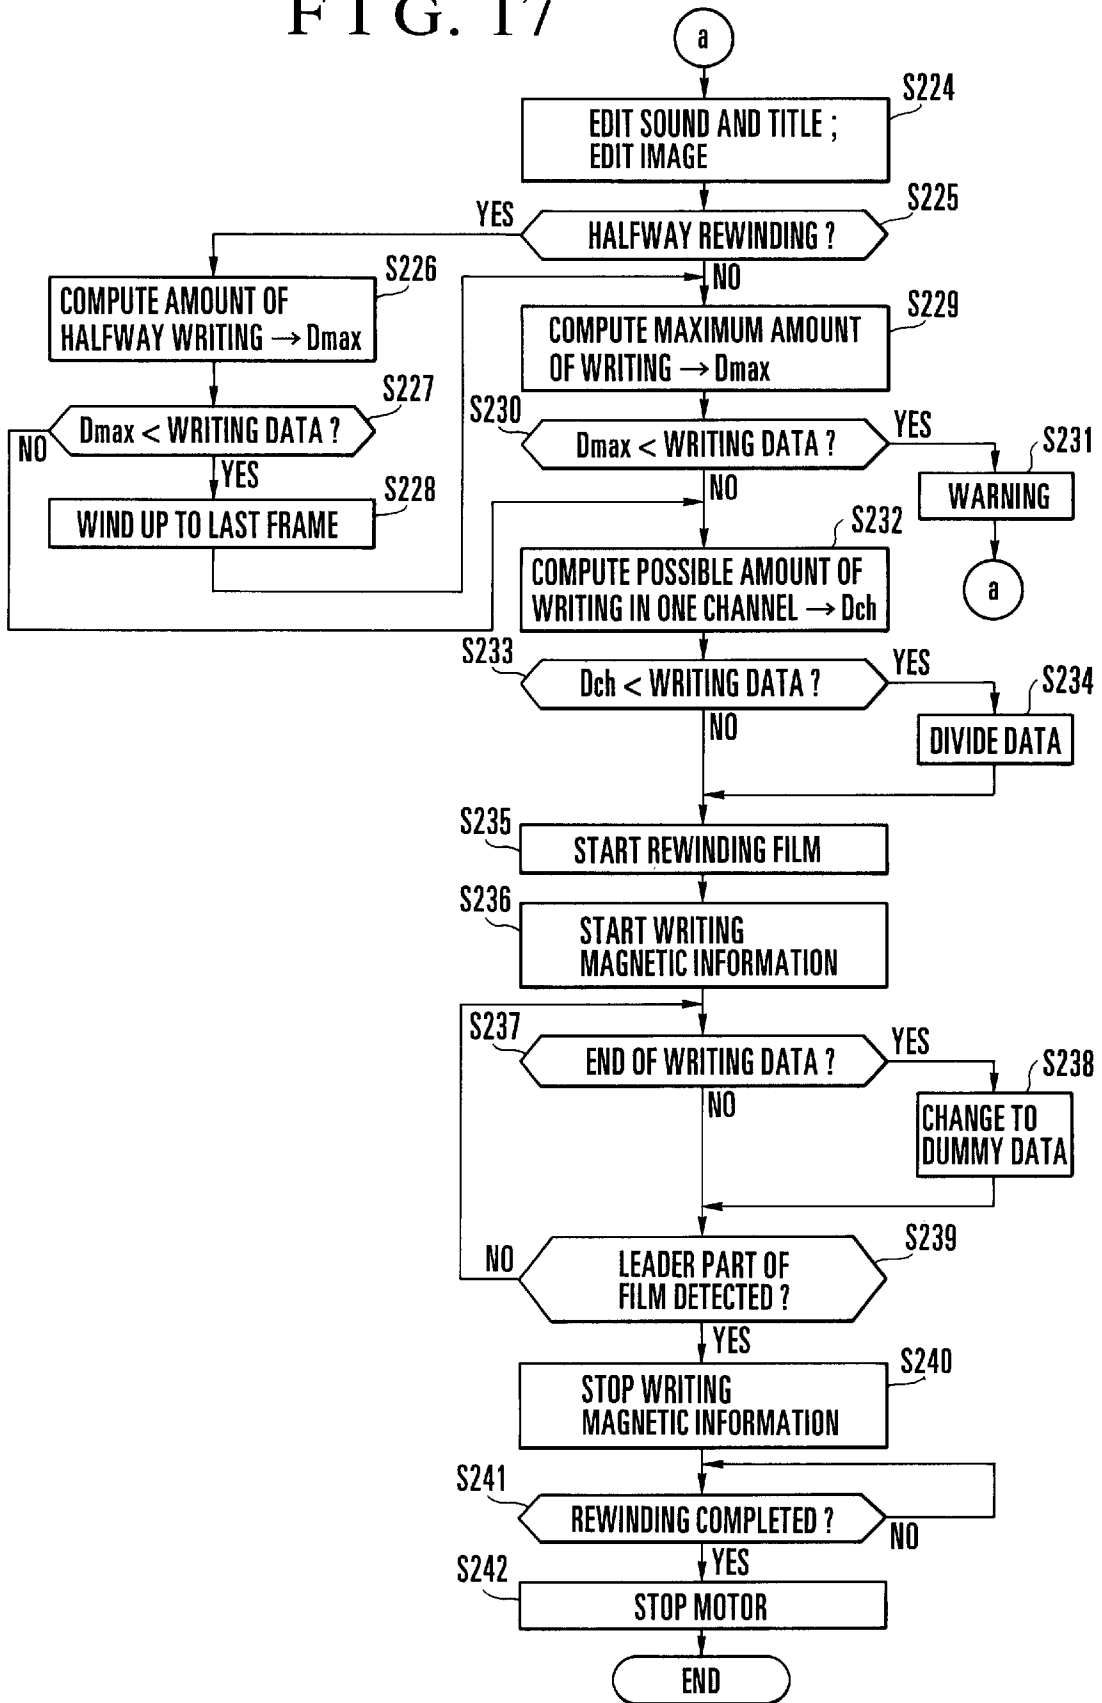 FIG. 17
a
S224
EDIT SOUND AND TITLE ;
EDIT IMAGE
S225
YES
HALFWAY REWINDING ?
NO
S226
COMPUTE AMOUNT OF
HALFWAY WRITING → Dmax
S227
Dmax < WRITING DATA ?
NO
YES
S228
WIND UP TO LAST FRAME
S229
COMPUTE MAXIMUM AMOUNT
OF WRITING → Dmax
S230
Dmax < WRITING DATA ?
YES
NO
S231
WARNING
a
S232
COMPUTE POSSIBLE AMOUNT OF
WRITING IN ONE CHANNEL → Dch
S233
Dch < WRITING DATA ?
YES
NO
S234
DIVIDE DATA
S235
START REWINDING FILM
S236
START WRITING
MAGNETIC INFORMATION
S237
END OF WRITING DATA ?
YES
NO
S238
CHANGE TO
DUMMY DATA
S239
NO
LEADER PART OF
FILM DETECTED ?
YES
S240
STOP WRITING
MAGNETIC INFORMATION
S241
REWINDING COMPLETED ?
NO
YES
S242
STOP MOTOR
END